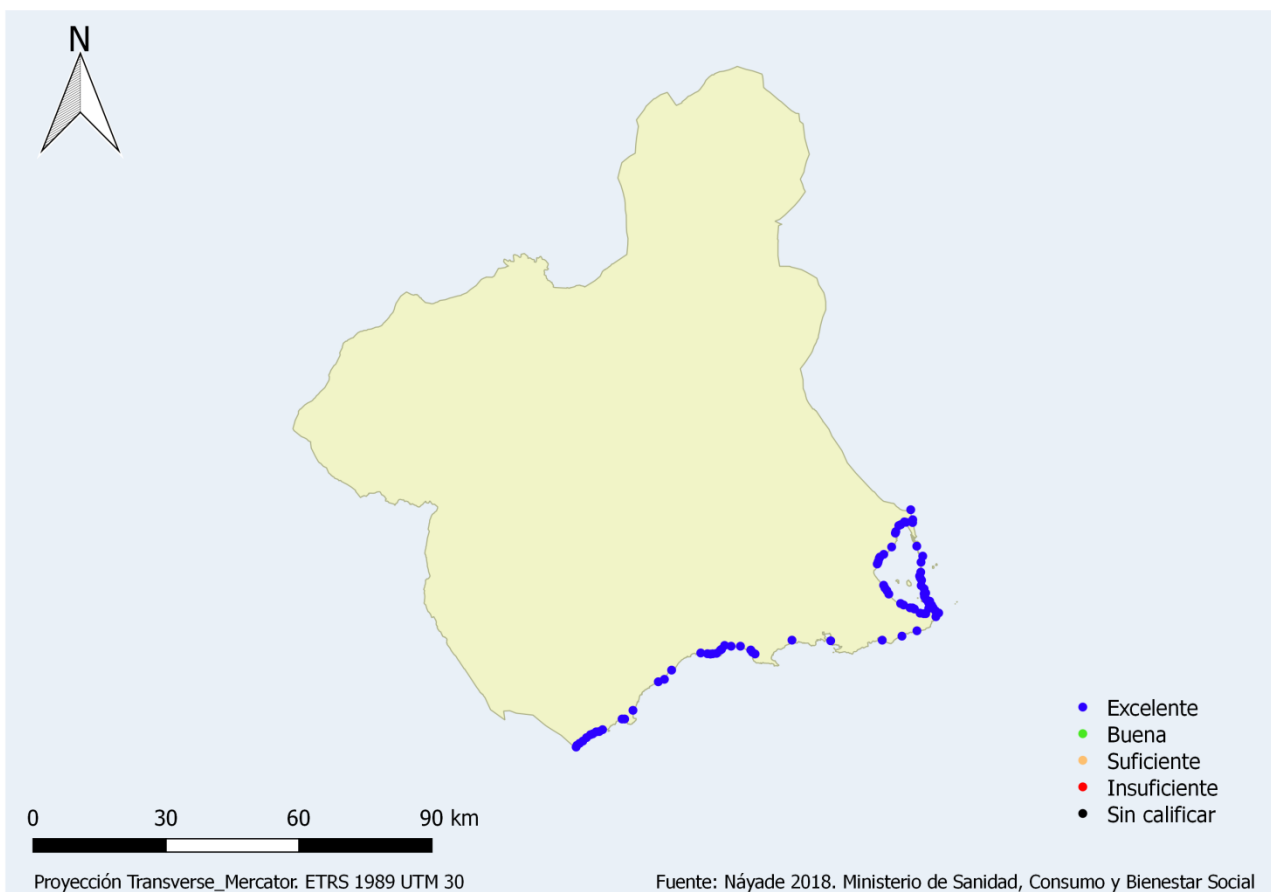 N
Excelente
Buena
Suficiente
Insuficiente
Sin calificar
0 30 60 90 km
Proyección Transverse_Mercator. ETRS 1989 UTM 30
Fuente: Náyade 2018. Ministerio de Sanidad, Consumo y Bienestar Social